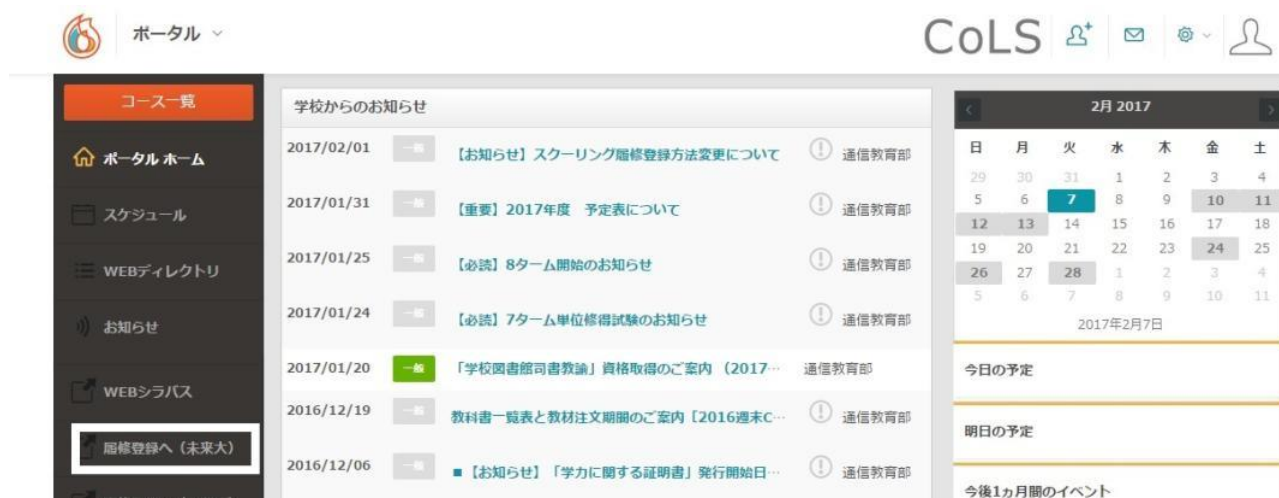 ポータル
CoLS
コース一覧
ポータル ホーム
スケジュール
WEBディレクトリ
お知らせ
WEBシラバス
履修登録へ（未来大）
学校からのお知らせ
2017/02/01 一般 【お知らせ】スクーリング履修登録方法変更について 通信教育部
2017/01/31 一般 【重要】2017年度 予定表について 通信教育部
2017/01/25 一般 【必読】8ターム開始のお知らせ 通信教育部
2017/01/24 一般 【必読】7ターム単位修得試験のお知らせ 通信教育部
2017/01/20 一般 「学校図書館司書教諭」資格取得のご案内 （2017… 通信教育部
2016/12/19 一般 教科書一覧表と教材注文期間のご案内［2016週末C… 通信教育部
2016/12/06 一般 ■【お知らせ】「学力に関する証明書」発行開始日… 通信教育部
2月 2017
日 月 火 水 木 金 土
29 30 31 1 2 3 4
5 6 7 8 9 10 11
12 13 14 15 16 17 18
19 20 21 22 23 24 25
26 27 28 1 2 3 4
5 6 7 8 9 10 11
2017年2月7日
今日の予定
明日の予定
今後1ヵ月間のイベント